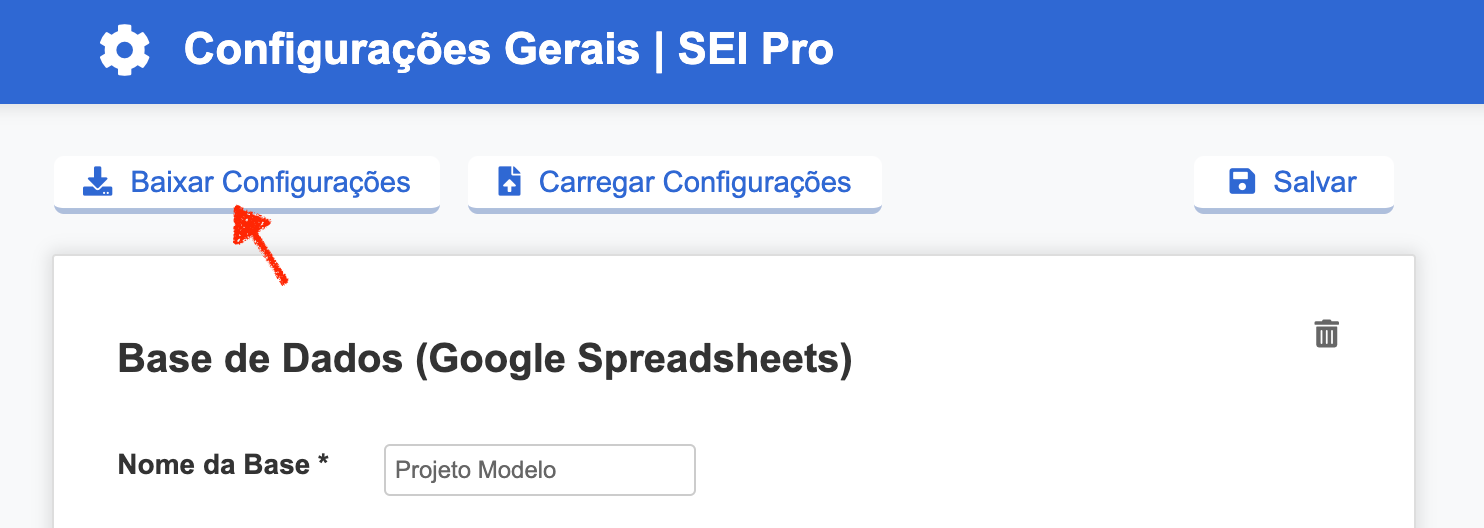 Configurações Gerais | SEI Pro
Baixar Configurações
Carregar Configurações
Salvar
Base de Dados (Google Spreadsheets)
Nome da Base *
Projeto Modelo